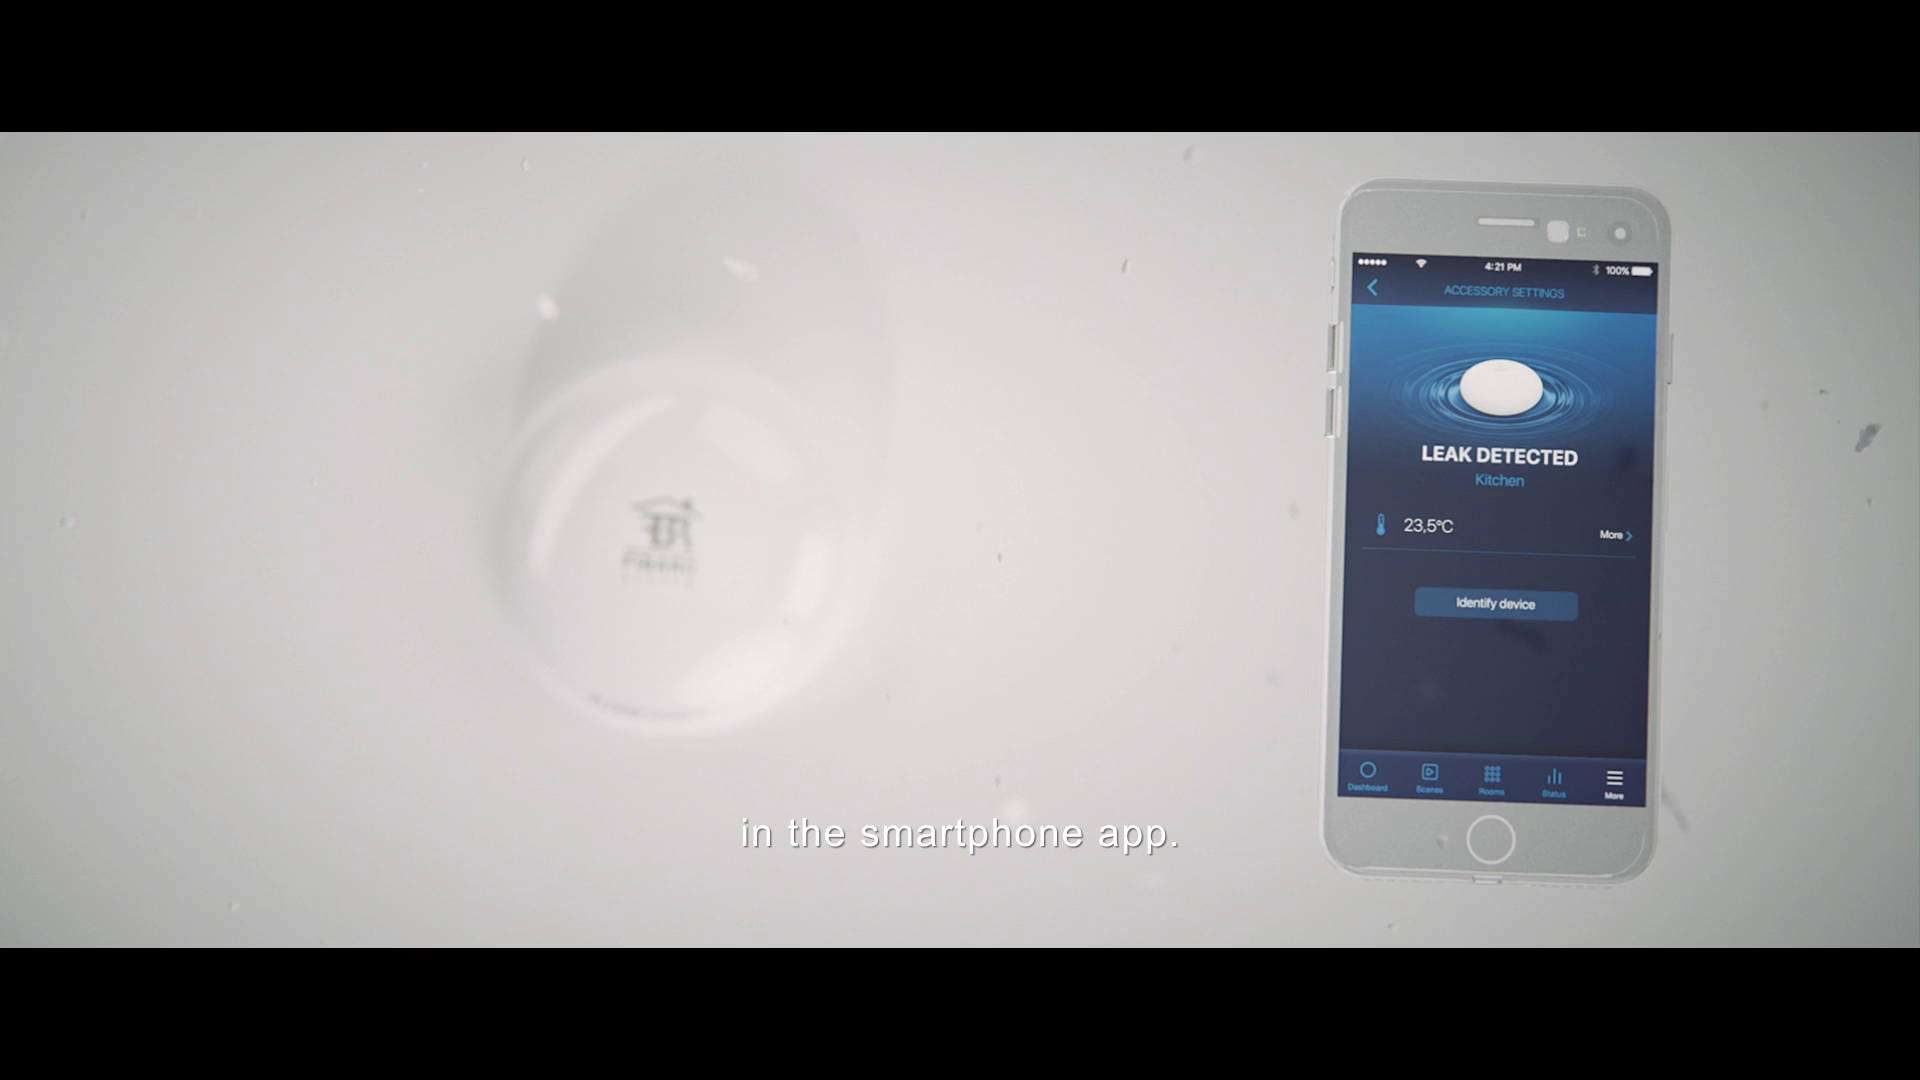 4:21 PM
100%
ACCESSORY SETTINGS
LEAK DETECTED
Kitchen
23,5°C
More
Identify device
Dashboard
Scenes
Rooms
Status
More
in the smartphone app.